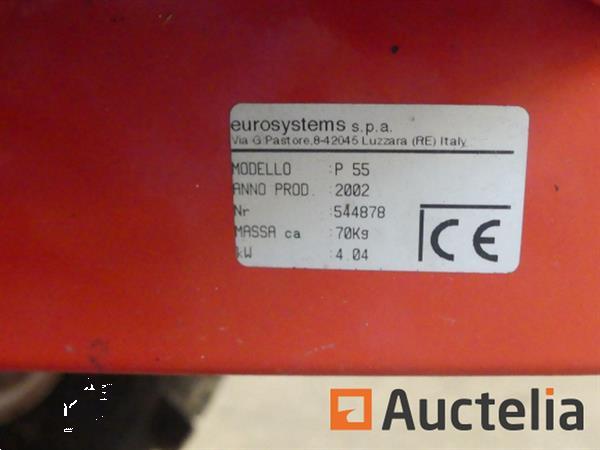 eurosystems s.p.a.
Via G.Pastore,8-42045 Luzzara (RE) Italy
MODELLO :P 55
ANNO PROD. :2002
Nr :544878
MASSA ca :70Kg
kW :4.04
CE
Auctelia